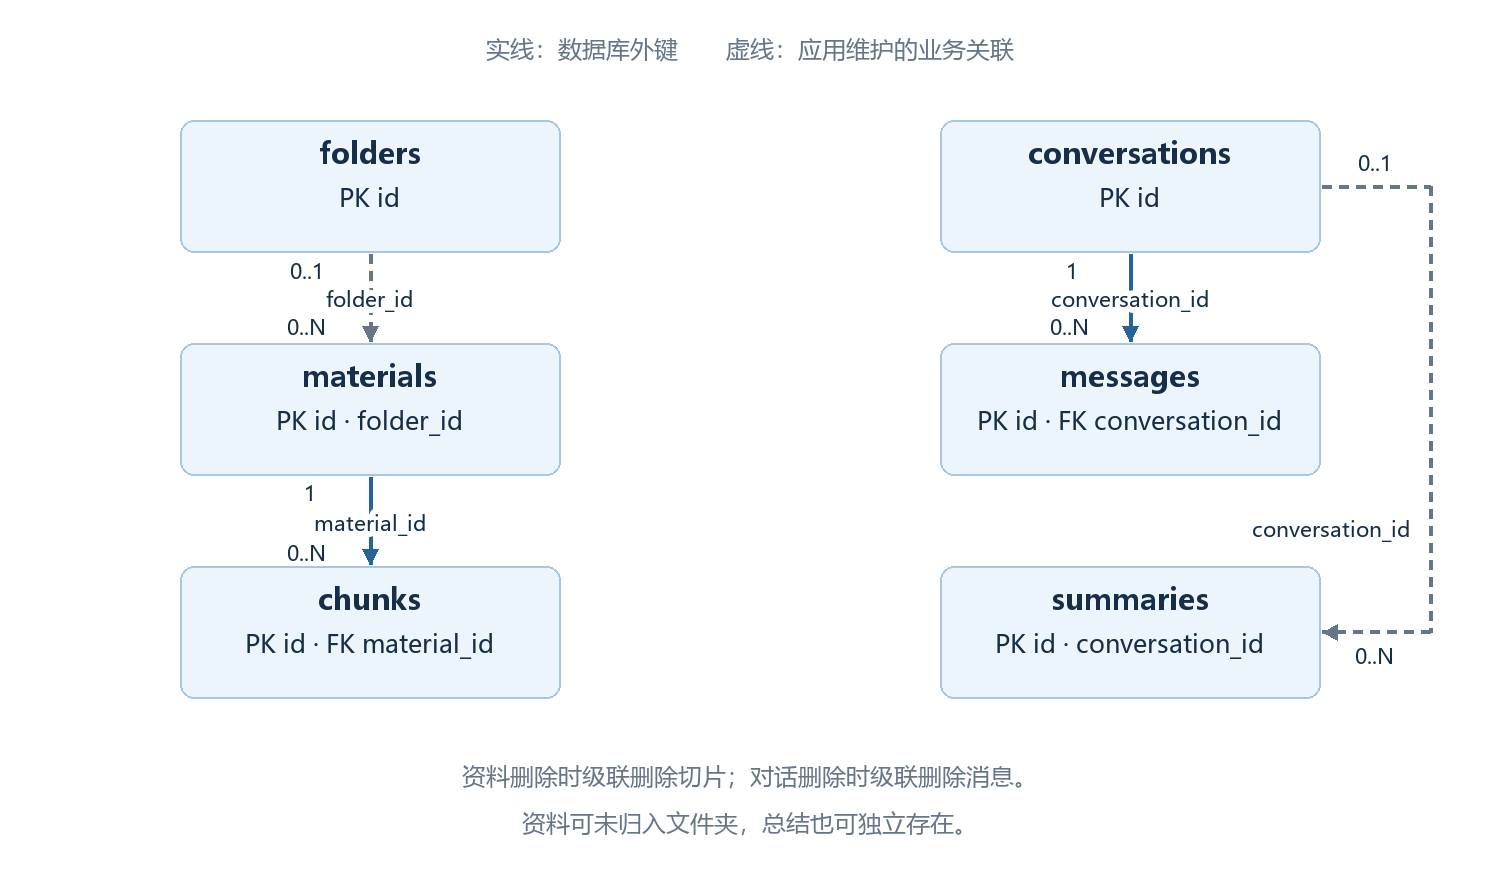 实线：数据库外键 虚线：应用维护的业务关联
folders
PK id
0..1
folder_id
0..N
materials
PK id · folder_id
1
material_id
0..N
chunks
PK id · FK material_id
conversations
PK id
0..1
1
conversation_id
0..N
messages
PK id · FK conversation_id
conversation_id
summaries
PK id · conversation_id
0..N
资料删除时级联删除切片；对话删除时级联删除消息。
资料可未归入文件夹，总结也可独立存在。